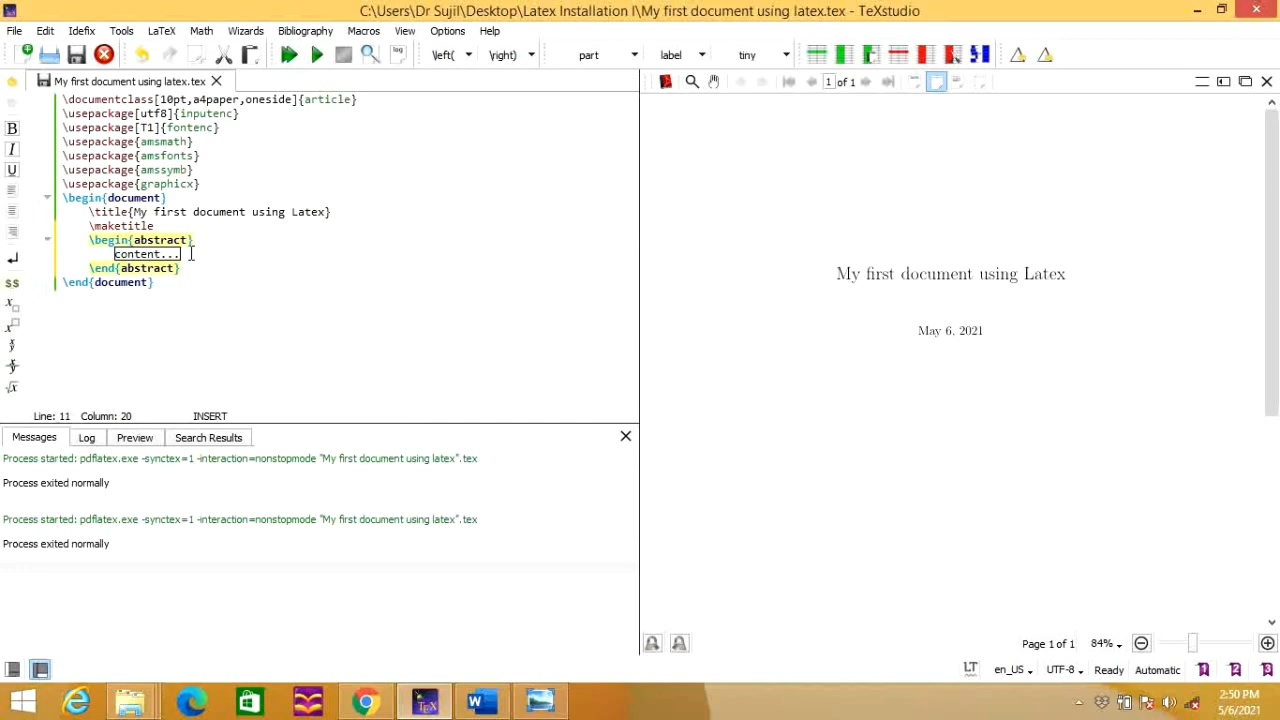 C:\Users\Dr Sujil\Desktop\Latex Installation I\My first document using latex.tex - TeXstudio
File Edit Idefix Tools LaTeX Math Wizards Bibliography Macros View Options Help
log \left( \right) part label tiny
My first document using latex.tex
1 of 1
\documentclass[10pt,a4paper,oneside]{article}
\usepackage[utf8]{inputenc}
\usepackage[T1]{fontenc}
\usepackage{amsmath}
\usepackage{amsfonts}
\usepackage{amssymb}
\usepackage{graphicx}
\begin{document}
\title{My first document using Latex}
\maketitle
\begin{abstract}
content...
\end{abstract}
\end{document}
B
I
U
$$
My first document using Latex
May 6, 2021
Line: 11 Column: 20 INSERT
Messages Log Preview Search Results
Process started: pdflatex.exe -synctex=1 -interaction=nonstopmode "My first document using latex".tex
Process exited normally
Process started: pdflatex.exe -synctex=1 -interaction=nonstopmode "My first document using latex".tex
Process exited normally
Page 1 of 1 84%
LT en_US UTF-8 Ready Automatic 1 2 3
2:50 PM
5/6/2021